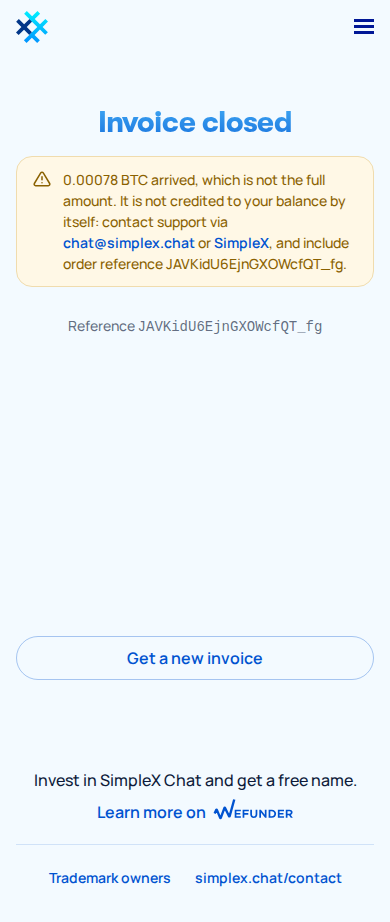 Invoice closed
0.00078 BTC arrived, which is not the full
amount. It is not credited to your balance by
itself: contact support via
chat@simplex.chat or SimpleX, and include
order reference JAVKidU6EjnGXOWcfQT_fg.
Reference JAVKidU6EjnGXOWcfQT_fg
Get a new invoice
Invest in SimpleX Chat and get a free name.
Learn more on WEFUNDER
Trademark owners simplex.chat/contact